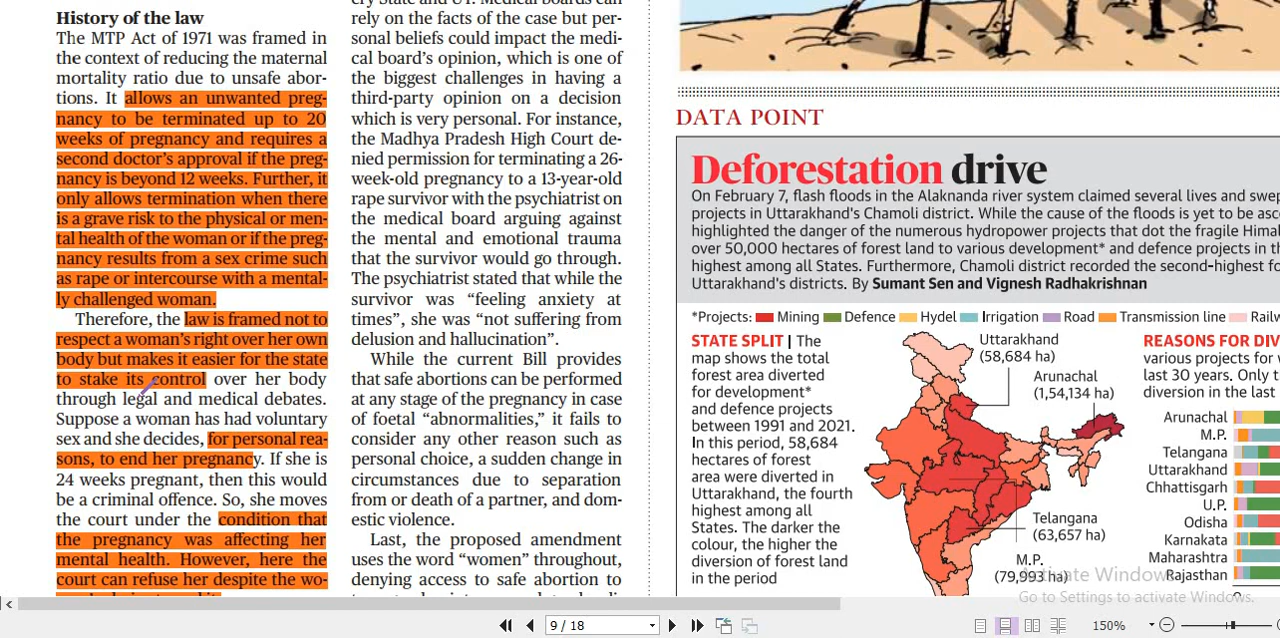 History of the law
The MTP Act of 1971 was framed in
the context of reducing the maternal
mortality ratio due to unsafe abor-
tions. It allows an unwanted preg-
nancy to be terminated up to 20
weeks of pregnancy and requires a
second doctor's approval if the preg-
nancy is beyond 12 weeks. Further, it
only allows termination when there
is a grave risk to the physical or men-
tal health of the woman or if the preg-
nancy results from a sex crime such
as rape or intercourse with a mental-
ly challenged woman.
Therefore, the law is framed not to
respect a woman's right over her own
body but makes it easier for the state
to stake its control over her body
through legal and medical debates.
Suppose a woman has had voluntary
sex and she decides, for personal rea-
sons, to end her pregnancy. If she is
24 weeks pregnant, then this would
be a criminal offence. So, she moves
the court under the condition that
the pregnancy was affecting her
mental health. However, here the
court can refuse her despite the wo-
ery State and UT. Medical boards can
rely on the facts of the case but per-
sonal beliefs could impact the medi-
cal board's opinion, which is one of
the biggest challenges in having a
third-party opinion on a decision
which is very personal. For instance,
the Madhya Pradesh High Court de-
nied permission for terminating a 26-
week-old pregnancy to a 13-year-old
rape survivor with the psychiatrist on
the medical board arguing against
the mental and emotional trauma
that the survivor would go through.
The psychiatrist stated that while the
survivor was “feeling anxiety at
times”, she was “not suffering from
delusion and hallucination”.
While the current Bill provides
that safe abortions can be performed
at any stage of the pregnancy in case
of foetal “abnormalities,” it fails to
consider any other reason such as
personal choice, a sudden change in
circumstances due to separation
from or death of a partner, and dom-
estic violence.
Last, the proposed amendment
uses the word “women” throughout,
denying access to safe abortion to
DATA POINT
Deforestation drive
On February 7, flash floods in the Alaknanda river system claimed several lives and swep
projects in Uttarakhand's Chamoli district. While the cause of the floods is yet to be asc
highlighted the danger of the numerous hydropower projects that dot the fragile Himal
over 50,000 hectares of forest land to various development* and defence projects in th
highest among all States. Furthermore, Chamoli district recorded the second-highest fo
Uttarakhand's districts. By Sumant Sen and Vignesh Radhakrishnan
*Projects: Mining Defence Hydel Irrigation Road Transmission line Railw
STATE SPLIT | The
map shows the total
forest area diverted
for development*
and defence projects
between 1991 and 2021.
In this period, 58,684
hectares of forest
area were diverted in
Uttarakhand, the fourth
highest among all
States. The darker the
colour, the higher the
diversion of forest land
in the period
Uttarakhand
(58,684 ha)
Arunachal
(1,54,134 ha)
Telangana
(63,657 ha)
M.P.
(79,993 ha)
REASONS FOR DIV
various projects for
last 30 years. Only t
diversion in the last
Arunachal
M.P.
Telangana
Uttarakhand
Chhattisgarh
U.P.
Odisha
Karnataka
Maharashtra
Rajasthan
Activate Windows
Go to Settings to activate Windows.
9 / 18
150%